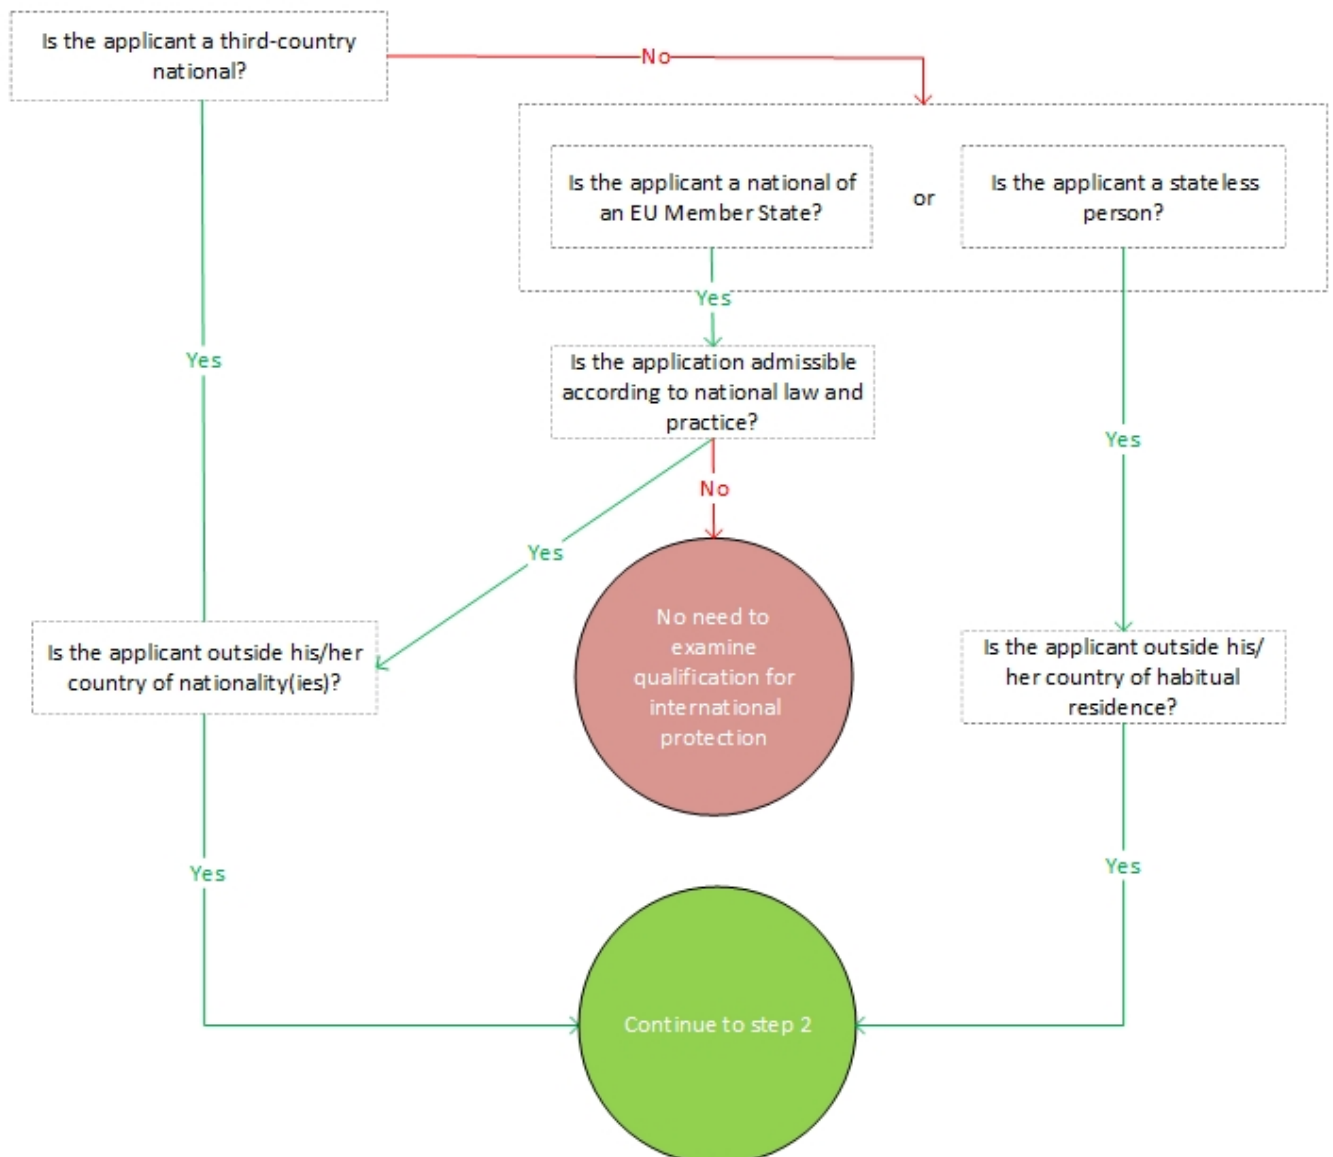 Is the applicant a third-country
national?
No
Is the applicant a national of
an EU Member State?
or
Is the applicant a stateless
person?
Yes
Is the application admissible
according to national law and
practice?
Yes
Yes
No
Yes
No need to
examine
qualification for
international
protection
Is the applicant outside his/her
country of nationality(ies)?
Is the applicant outside his/
her country of habitual
residence?
Yes
Yes
Continue to step 2